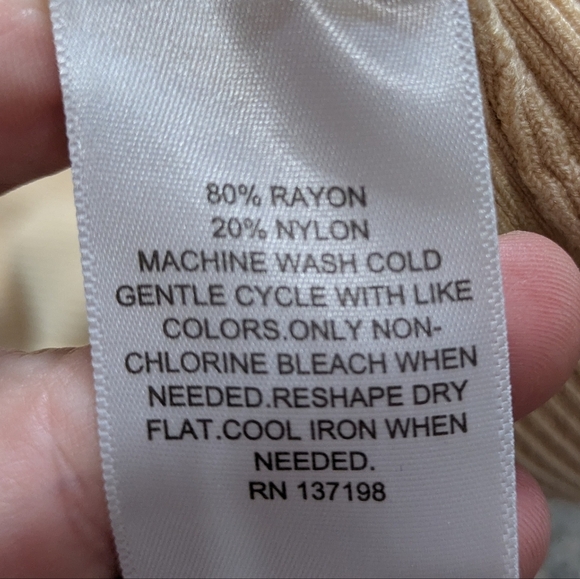 80% RAYON
20% NYLON
MACHINE WASH COLD
GENTLE CYCLE WITH LIKE
COLORS.ONLY NON-
CHLORINE BLEACH WHEN
NEEDED.RESHAPE DRY
FLAT.COOL IRON WHEN
NEEDED.
RN 137198